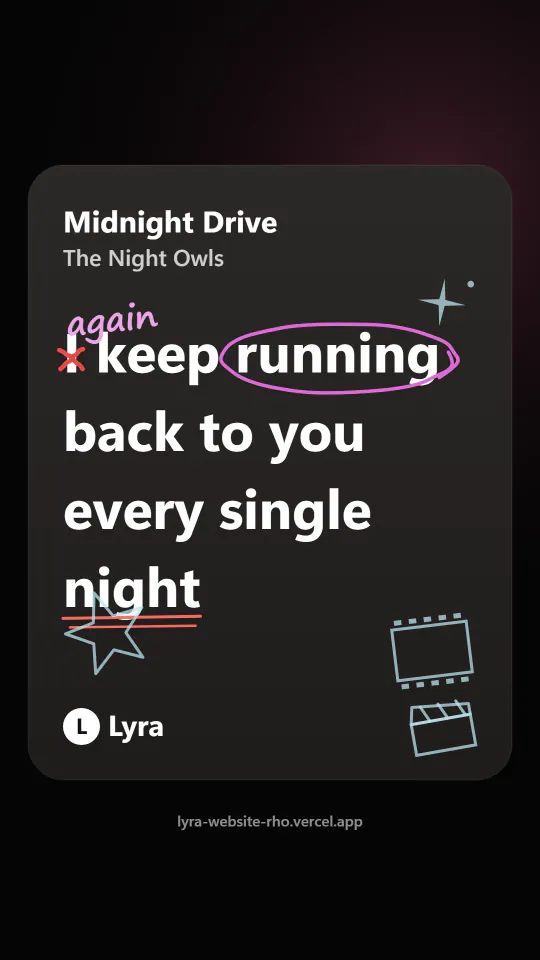 Midnight Drive
The Night Owls
again
I keep running
back to you
every single
night
L Lyra
lyra-website-rho.vercel.app